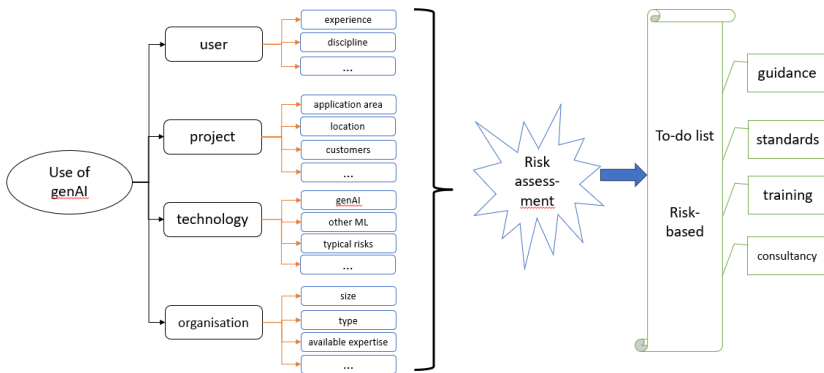 Use of
genAI
user
experience
discipline
...
project
application area
location
customers
...
technology
genAI
other ML
typical risks
...
organisation
size
type
available expertise
...
Risk
assess-
ment
To-do list
Risk-
based
guidance
standards
training
consultancy